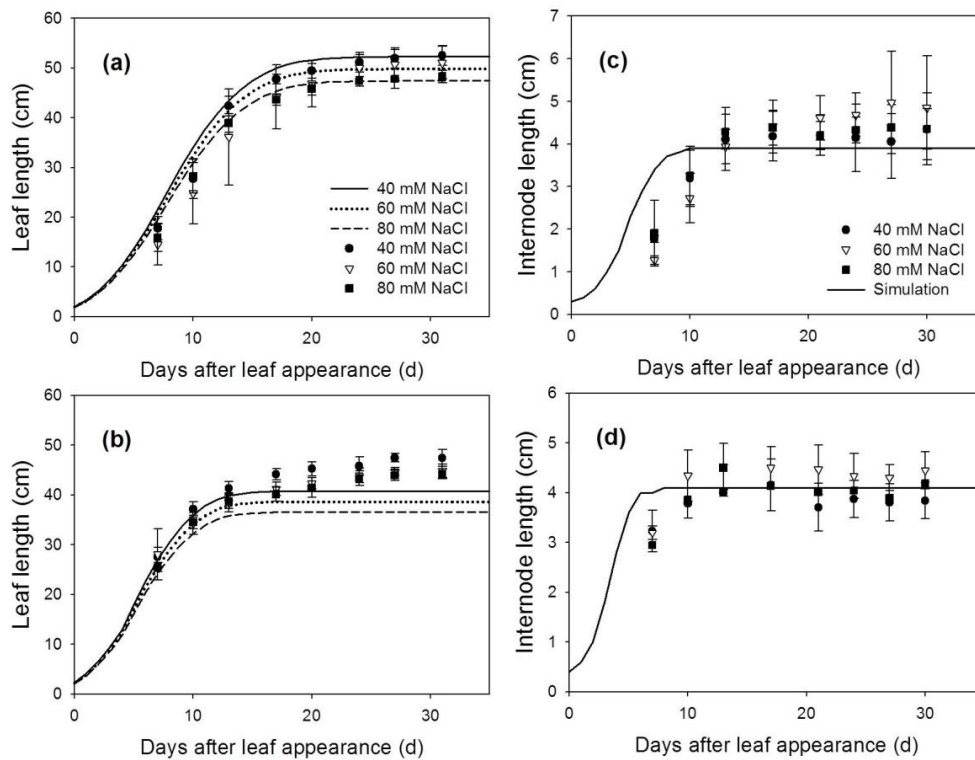 60
50
40
30
20
10
0
Leaf length (cm)
(a)
40 mM NaCl
60 mM NaCl
80 mM NaCl
40 mM NaCl
60 mM NaCl
80 mM NaCl
0 10 20 30
Days after leaf appearance (d)
7
6
5
4
3
2
1
0
Internode length (cm)
(c)
40 mM NaCl
60 mM NaCl
80 mM NaCl
Simulation
0 10 20 30
Days after leaf appearance (d)
60
50
40
30
20
10
0
Leaf length (cm)
(b)
0 10 20 30
Days after leaf appearance (d)
6
5
4
3
2
1
0
Internode length (cm)
(d)
0 10 20 30
Days after leaf appearance (d)